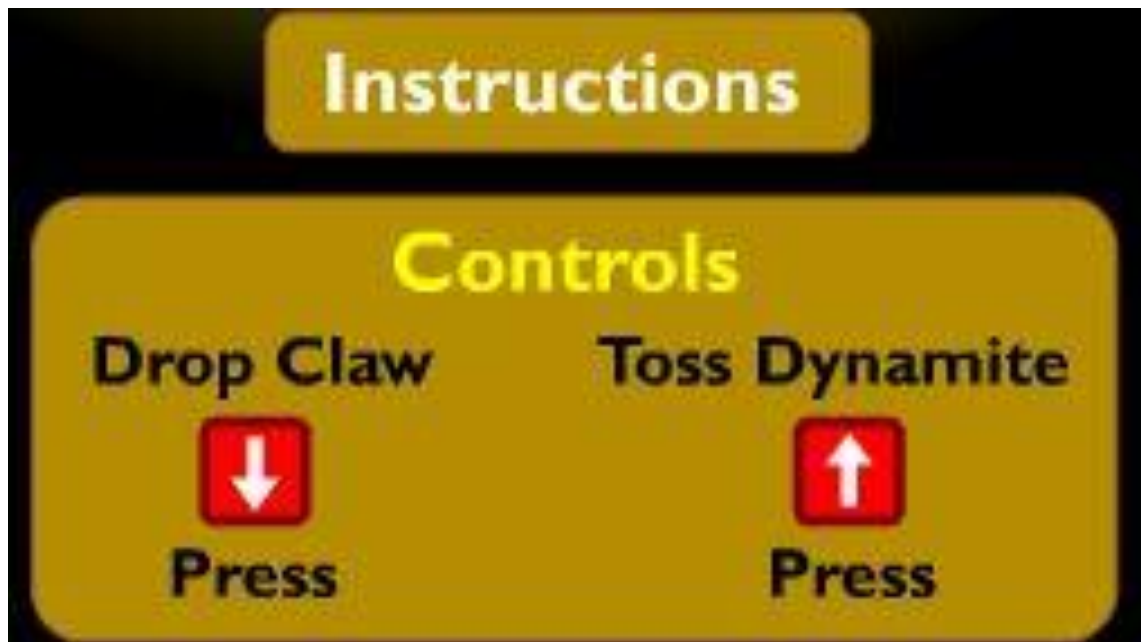 Instructions
Controls
Drop Claw Toss Dynamite
Press Press